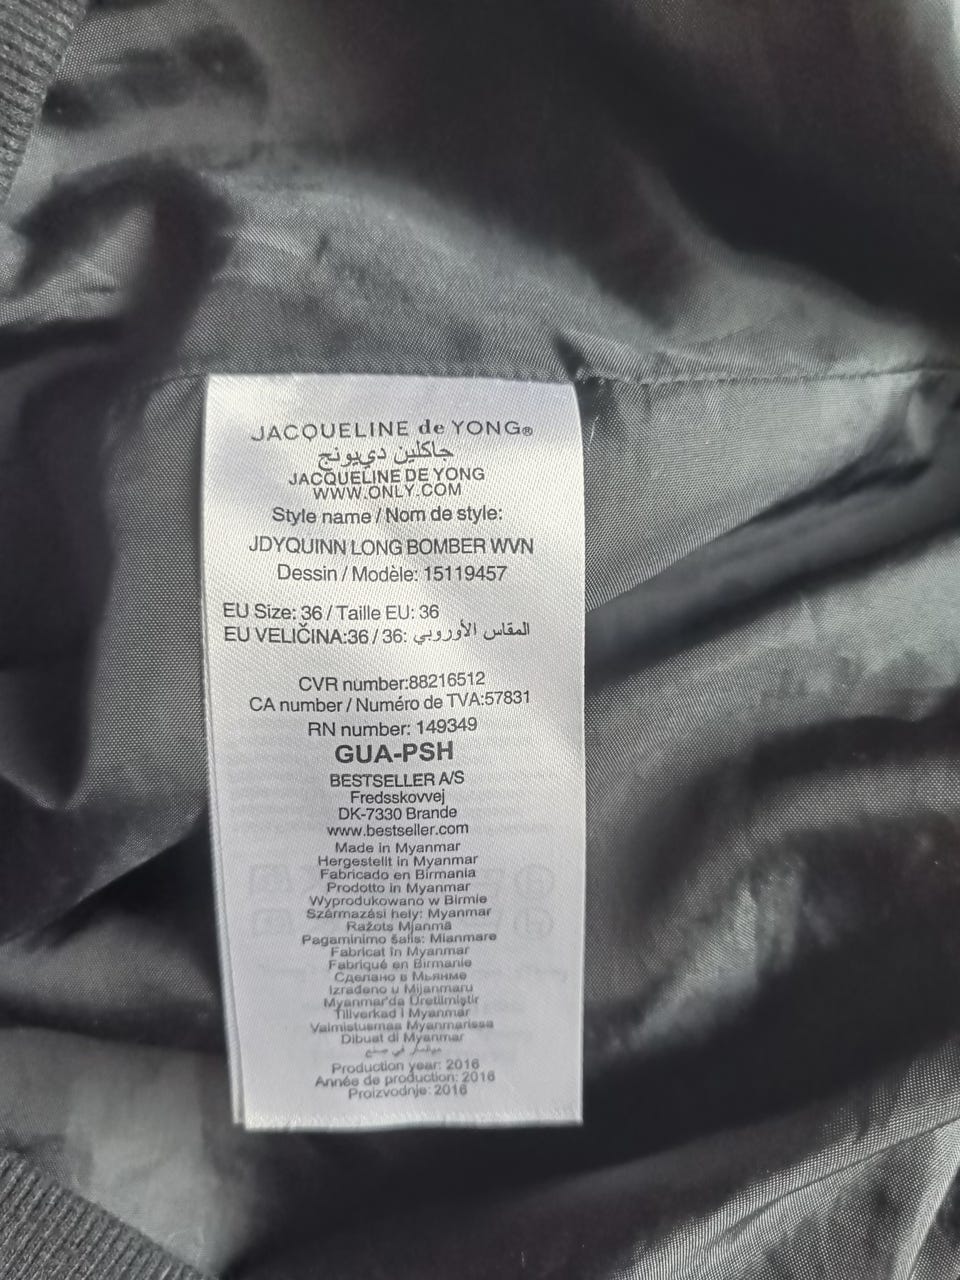 JACQUELINE de YONG®
جاكلين دي يونج
JACQUELINE DE YONG
WWW.ONLY.COM
Style name / Nom de style:
JDYQUINN LONG BOMBER WVN
Dessin / Modèle: 15119457
EU Size: 36 / Taille EU: 36
EU VELIČINA:36 / 36: المقاس الأوروبي
CVR number:88216512
CA number / Numéro de TVA:57831
RN number: 149349
GUA-PSH
BESTSELLER A/S
Fredsskovvej
DK-7330 Brande
www.bestseller.com
Made in Myanmar
Hergestellt in Myanmar
Fabricado en Birmania
Prodotto in Myanmar
Wyprodukowano w Birmie
Származási hely: Myanmar
Ražots Mjanmā
Pagaminimo šalis: Mianmare
Fabricat în Myanmar
Fabriqué en Birmanie
Сделано в Мьянме
Izrađeno u Mijanmaru
Myanmar'da Üretilmiştir
Tillverkad i Myanmar
Valmistusmaa Myanmarissa
Dibuat di Myanmar
صنع في ميانمار
Production year: 2016
Année de production: 2016
Proizvodnje: 2016